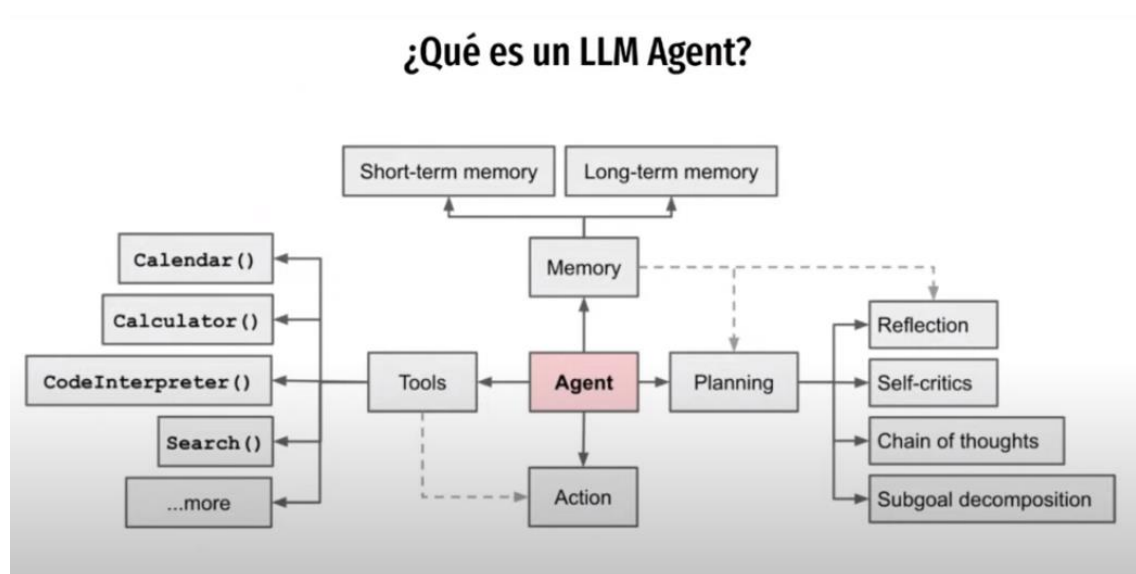 ¿Qué es un LLM Agent?
Short-term memory
Long-term memory
Calendar()
Memory
Calculator()
Reflection
CodeInterpreter()
Tools
Agent
Planning
Self-critics
Search()
Chain of thoughts
...more
Action
Subgoal decomposition